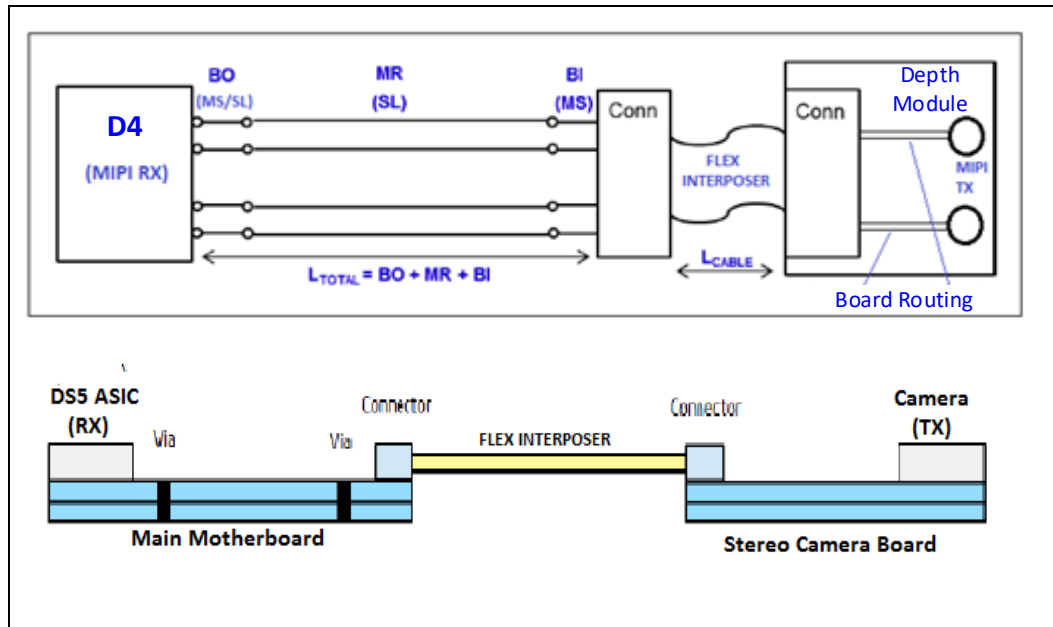 BO
MR
BI
(MS/SL)
(SL)
(MS)
D4
(MIPI RX)
Conn
FLEX
INTERPOSER
Conn
Depth
Module
MIPI
TX
L_TOTAL = BO + MR + BI
L_CABLE
Board Routing
DS5 ASIC
(RX)
Via
Via
Connector
FLEX INTERPOSER
Connector
Camera
(TX)
Main Motherboard
Stereo Camera Board